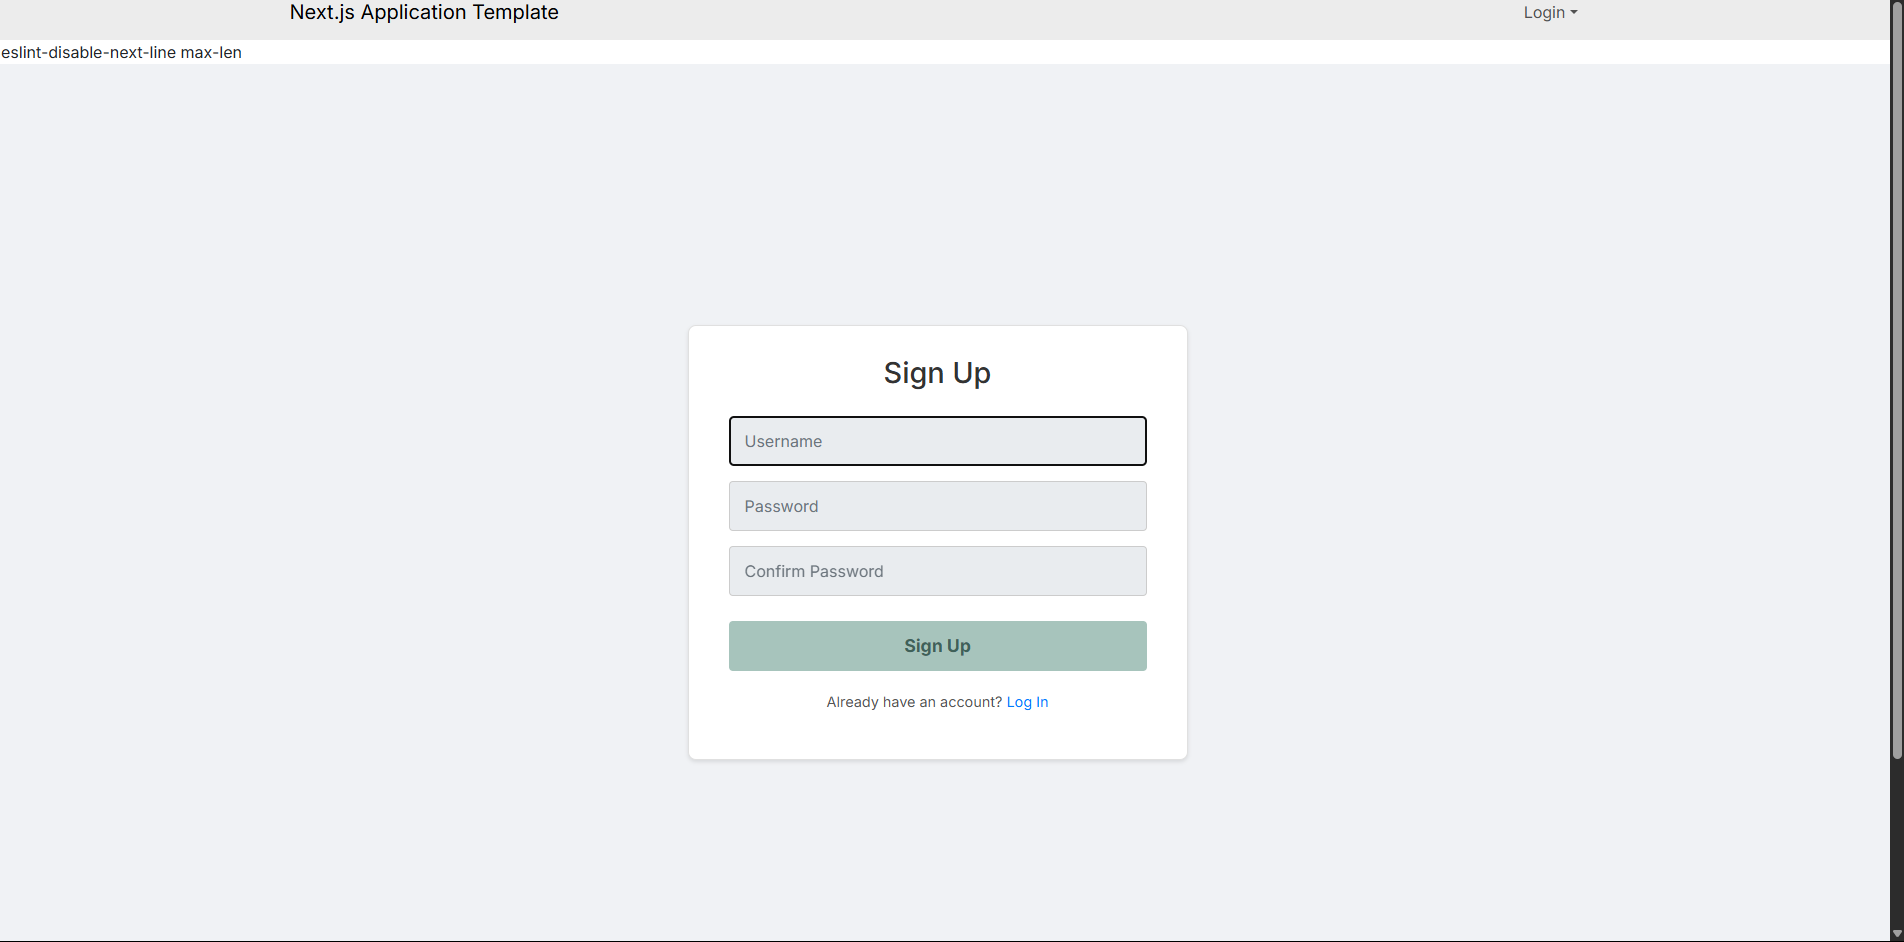 Next.js Application Template
Login
eslint-disable-next-line max-len
Sign Up
Username
Password
Confirm Password
Sign Up
Already have an account? Log In